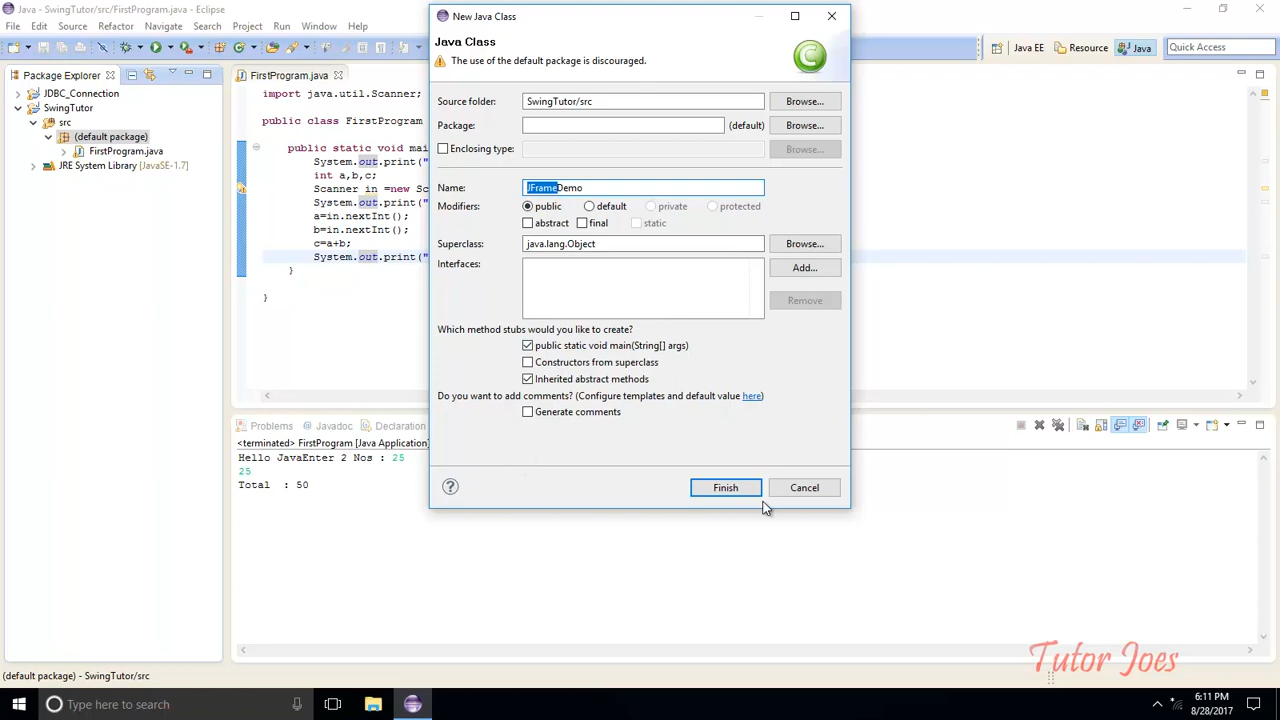 Java - SwingTutor/src/FirstProgram.java - Eclipse
File Edit Source Refactor Navigate Search Project Run Window Help
Java EE Resource Java Quick Access
Package Explorer
JDBC_Connection
SwingTutor
src
(default package)
FirstProgram.java
JRE System Library [JavaSE-1.7]
FirstProgram.java
import java.util.Scanner;
public class FirstProgram
public static void mai
System.out.print("
int a,b,c;
Scanner in =new Sc
System.out.print("
a=in.nextInt();
b=in.nextInt();
c=a+b;
System.out.print("
}
}
New Java Class
Java Class
The use of the default package is discouraged.
Source folder: SwingTutor/src Browse...
Package: (default) Browse...
Enclosing type: Browse...
Name: JFrameDemo
Modifiers: public default private protected
abstract final static
Superclass: java.lang.Object Browse...
Interfaces: Add...
Remove
Which method stubs would you like to create?
public static void main(String[] args)
Constructors from superclass
Inherited abstract methods
Do you want to add comments? (Configure templates and default value here)
Generate comments
? Finish Cancel
Problems Javadoc Declaration
<terminated> FirstProgram [Java Application]
Hello JavaEnter 2 Nos : 25
25
Total : 50
Tutor Joes
(default package) - SwingTutor/src
Type here to search
6:11 PM
8/28/2017